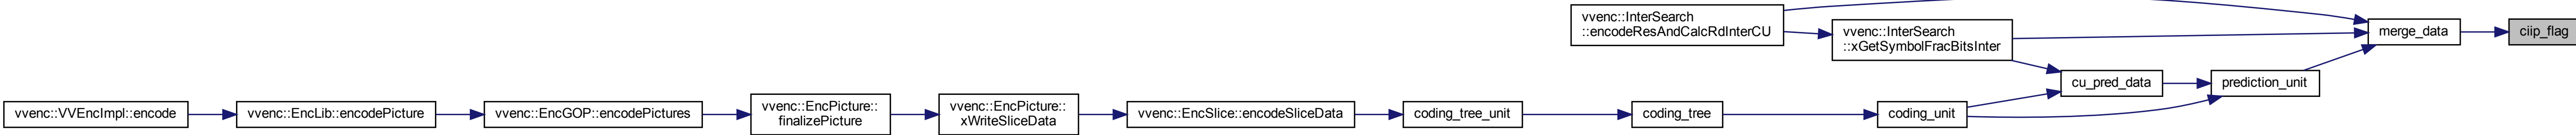 vvenc::InterSearch
::encodeResAndCalcRdInterCU
vvenc::InterSearch
::xGetSymbolFracBitsInter
merge_data
ciip_flag
cu_pred_data
prediction_unit
vvenc::VVEncImpl::encode
vvenc::EncLib::encodePicture
vvenc::EncGOP::encodePictures
vvenc::EncPicture::
finalizePicture
vvenc::EncPicture::
xWriteSliceData
vvenc::EncSlice::encodeSliceData
coding_tree_unit
coding_tree
coding_unit